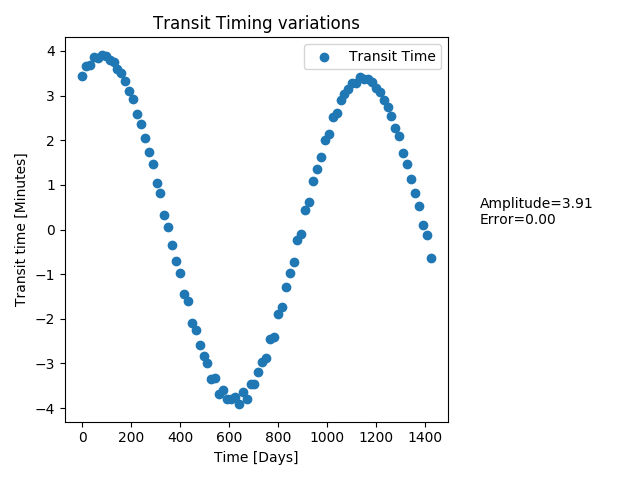 Transit Timing variations
Transit Time
Transit time [Minutes]
4
3
2
1
0
−1
−2
−3
−4
0 200 400 600 800 1000 1200 1400
Time [Days]
Amplitude=3.91
Error=0.00